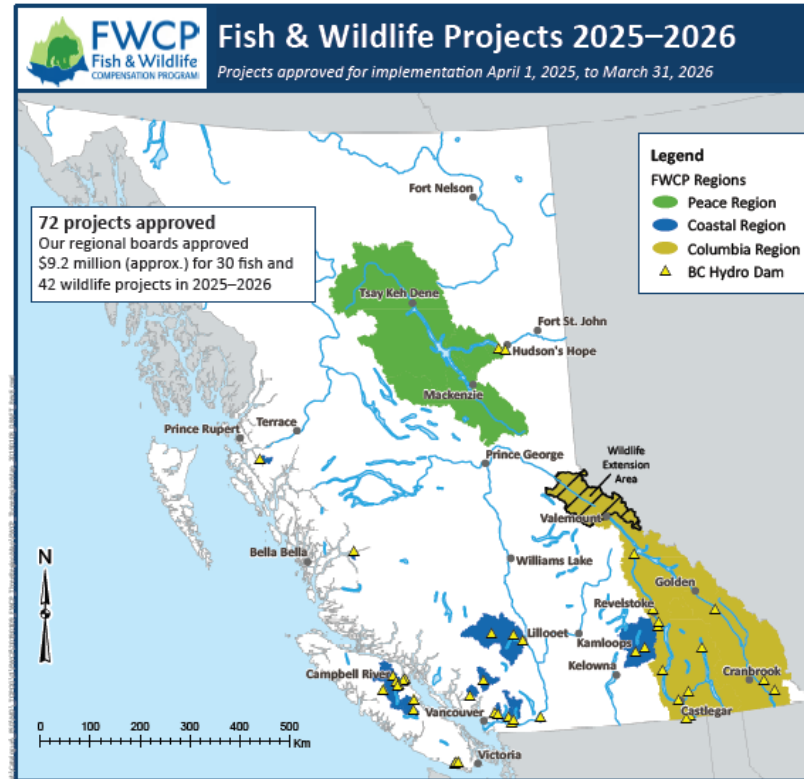 FWCP
Fish & Wildlife
COMPENSATION PROGRAM
Fish & Wildlife Projects 2025–2026
Projects approved for implementation April 1, 2025, to March 31, 2026
Legend
FWCP Regions
Peace Region
Coastal Region
Columbia Region
BC Hydro Dam
72 projects approved
Our regional boards approved
$9.2 million (approx.) for 30 fish and
42 wildlife projects in 2025–2026
Fort Nelson
Tsay Keh Dene
Fort St. John
Hudson's Hope
Mackenzie
Terrace
Prince Rupert
Prince George
Wildlife
Extension
Area
Valemount
Bella Bella
Williams Lake
Golden
Revelstoke
Lillooet
Kamloops
Kelowna
Campbell River
Cranbrook
Vancouver
Castlegar
Victoria
N
0 100 200 300 400 500
Km